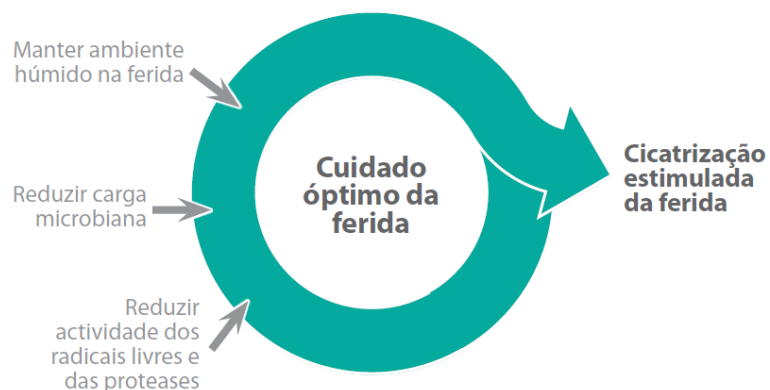 Manter ambiente
húmido na ferida
Reduzir carga
microbiana
Reduzir
actividade dos
radicais livres e
das proteases
Cuidado
óptimo da
ferida
Cicatrização
estimulada
da ferida